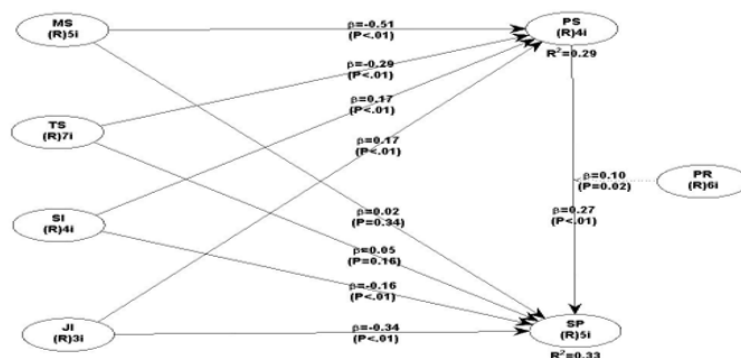 MS
(R)5i
β=-0.51
(P<.01)
PS
(R)4i
R²=0.29
β=-0.29
(P<.01)
TS
(R)7i
β=0.17
(P<.01)
β=0.17
(P<.01)
β=0.10
(P=0.02)
PR
(R)6i
SI
(R)4i
β=0.02
(P=0.34)
β=0.27
(P<.01)
β=0.05
(P=0.16)
β=-0.16
(P<.01)
JI
(R)3i
β=-0.34
(P<.01)
SP
(R)5i
R²=0.33